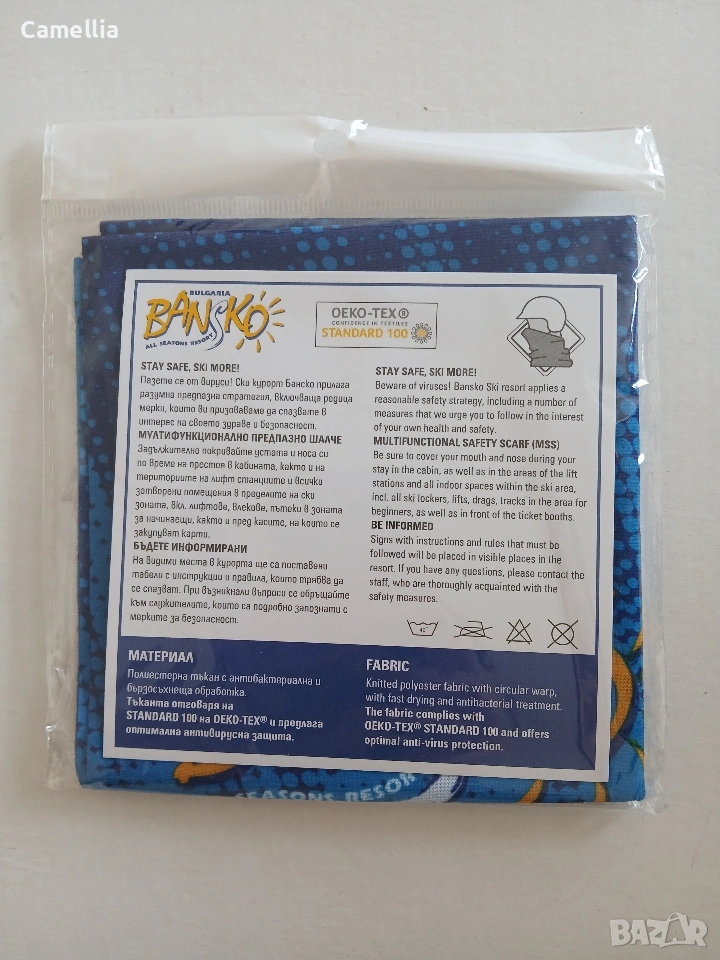 Camellia
BULGARIA
BANSKO
ALL SEASONS RESORT
OEKO-TEX®
CONFIDENCE IN TEXTILES
STANDARD 100
STAY SAFE, SKI MORE!
Пазете се от вируси! Ски курорт Банско прилага
разумна предпазна стратегия, включваща редица
мерки, които ви призоваваме да спазвате в
интерес на своето здраве и безопасност.
МУЛТИФУНКЦИОНАЛНО ПРЕДПАЗНО ШАЛЧЕ
Задължително покривайте устата и носа си
по време на престоя в кабината, както и на
териториите на лифт станциите и всички
затворени помещения в пределите на ски
зоната, вкл. лифтове, влекове, пътеки в зоната
за начинаещи, както и пред касите, на които се
закупуват карти.
БЪДЕТЕ ИНФОРМИРАНИ
На видими места в курорта ще са поставени
табели с инструкции и правила, които трябва да
се спазват. При възникнали въпроси се обръщайте
към служителите, които са подробно запознати с
мерките за безопасност.
STAY SAFE, SKI MORE!
Beware of viruses! Bansko Ski resort applies a
reasonable safety strategy, including a number of
measures that we urge you to follow in the interest
of your own health and safety.
MULTIFUNCTIONAL SAFETY SCARF (MSS)
Be sure to cover your mouth and nose during your
stay in the cabin, as well as in the areas of the lift
stations and all indoor spaces within the ski area,
incl. all ski lockers, lifts, drags, tracks in the area for
beginners, as well as in front of the ticket booths.
BE INFORMED
Signs with instructions and rules that must be
followed will be placed in visible places in the
resort. If you have any questions, please contact the
staff, who are thoroughly acquainted with the
safety measures.
МАТЕРИАЛ
Полиестерна тъкан с антибактериална и
бързосъхнеща обработка.
Тъканта отговаря на
STANDARD 100 на OEKO-TEX® и предлага
оптимална антивирусна защита.
FABRIC
Knitted polyester fabric with circular warp,
with fast drying and antibacterial treatment.
The fabric complies with
OEKO-TEX® STANDARD 100 and offers
optimal anti-virus protection.
SEASONS RESOR
BAZAR